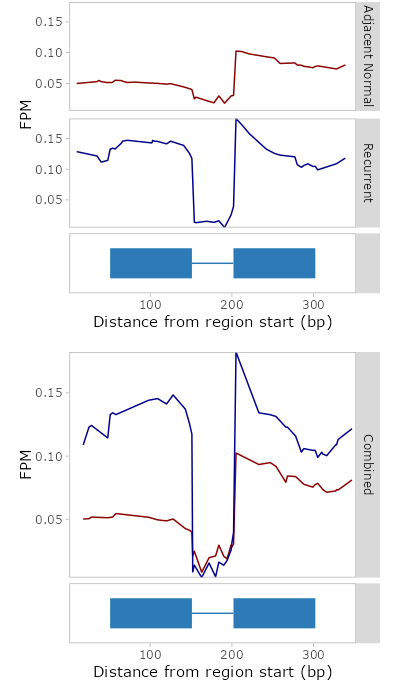 0.15
0.10
0.05
Adjacent Normal
FPM
0.15
0.10
0.05
Recurrent
100 200 300
Distance from region start (bp)
0.15
0.10
0.05
FPM
Combined
100 200 300
Distance from region start (bp)